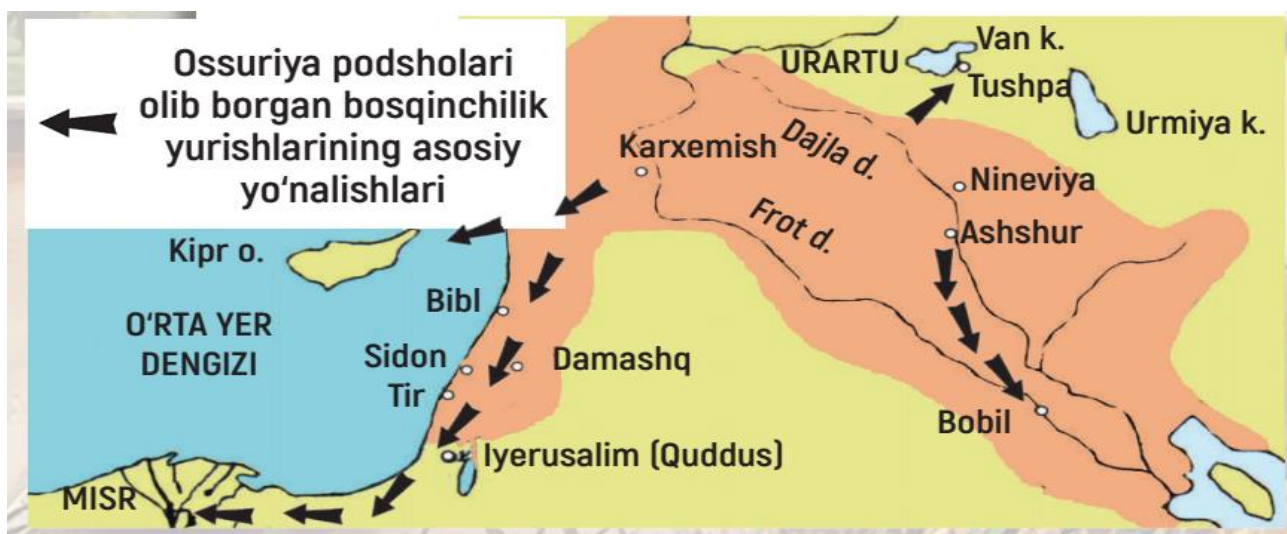 Ossuriya podsholari
olib borgan bosqinchilik
yurishlarining asosiy
yo‘nalishlari
URARTU
Van k.
Tushpa
Urmiya k.
Karxemish
Dajla d.
Nineviya
Frot d.
Ashshur
Kipr o.
Bibl
O‘RTA YER
DENGIZI
Sidon
Damashq
Tir
Bobil
Iyerusalim (Quddus)
MISR